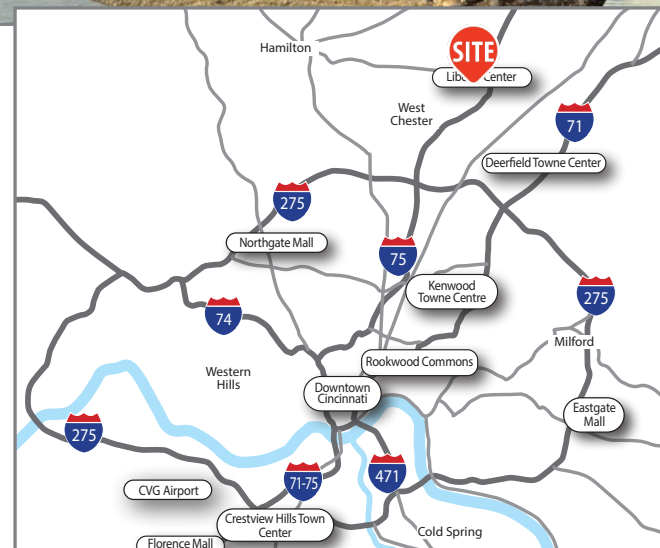 Hamilton
SITE
Center
West
Chester
71
Deerfield Towne Center
275
Northgate Mall
75
Kenwood
Towne Centre
275
74
Milford
Rookwood Commons
Western
Hills
Downtown
Cincinnati
Eastgate
Mall
275
71-75
471
CVG Airport
Crestview Hills Town
Center
Cold Spring
Florence Mall